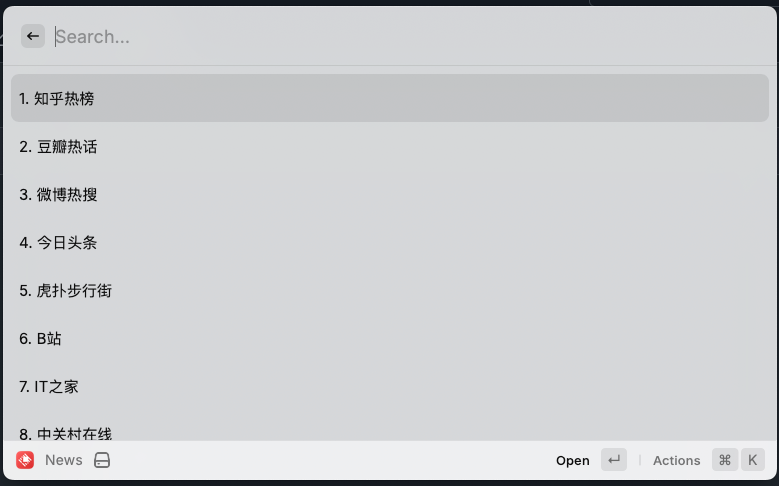 Search...
1. 知乎热榜
2. 豆瓣热话
3. 微博热搜
4. 今日头条
5. 虎扑步行街
6. B站
7. IT之家
8. 中关村在线
News Open Actions ⌘ K